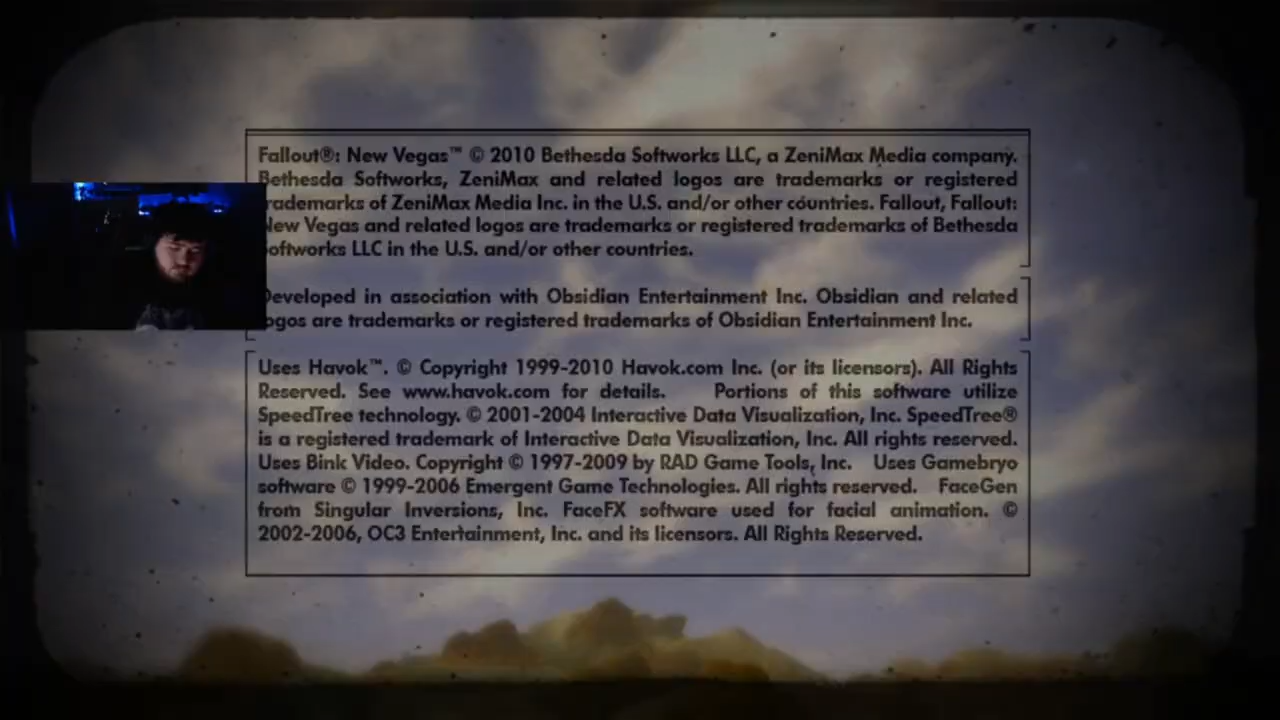 Fallout®: New Vegas™ © 2010 Bethesda Softworks LLC, a ZeniMax Media company.
Bethesda Softworks, ZeniMax and related logos are trademarks or registered
rademarks of ZeniMax Media Inc. in the U.S. and/or other countries. Fallout, Fallout:
New Vegas and related logos are trademarks or registered trademarks of Bethesda
oftworks LLC in the U.S. and/or other countries.
Developed in association with Obsidian Entertainment Inc. Obsidian and related
ogos are trademarks or registered trademarks of Obsidian Entertainment Inc.
Uses Havok™. © Copyright 1999-2010 Havok.com Inc. (or its licensors). All Rights
Reserved. See www.havok.com for details. Portions of this software utilize
SpeedTree technology. © 2001-2004 Interactive Data Visualization, Inc. SpeedTree®
is a registered trademark of Interactive Data Visualization, Inc. All rights reserved.
Uses Bink Video. Copyright © 1997-2009 by RAD Game Tools, Inc. Uses Gamebryo
software © 1999-2006 Emergent Game Technologies. All rights reserved. FaceGen
from Singular Inversions, Inc. FaceFX software used for facial animation. ©
2002-2006, OC3 Entertainment, Inc. and its licensors. All Rights Reserved.